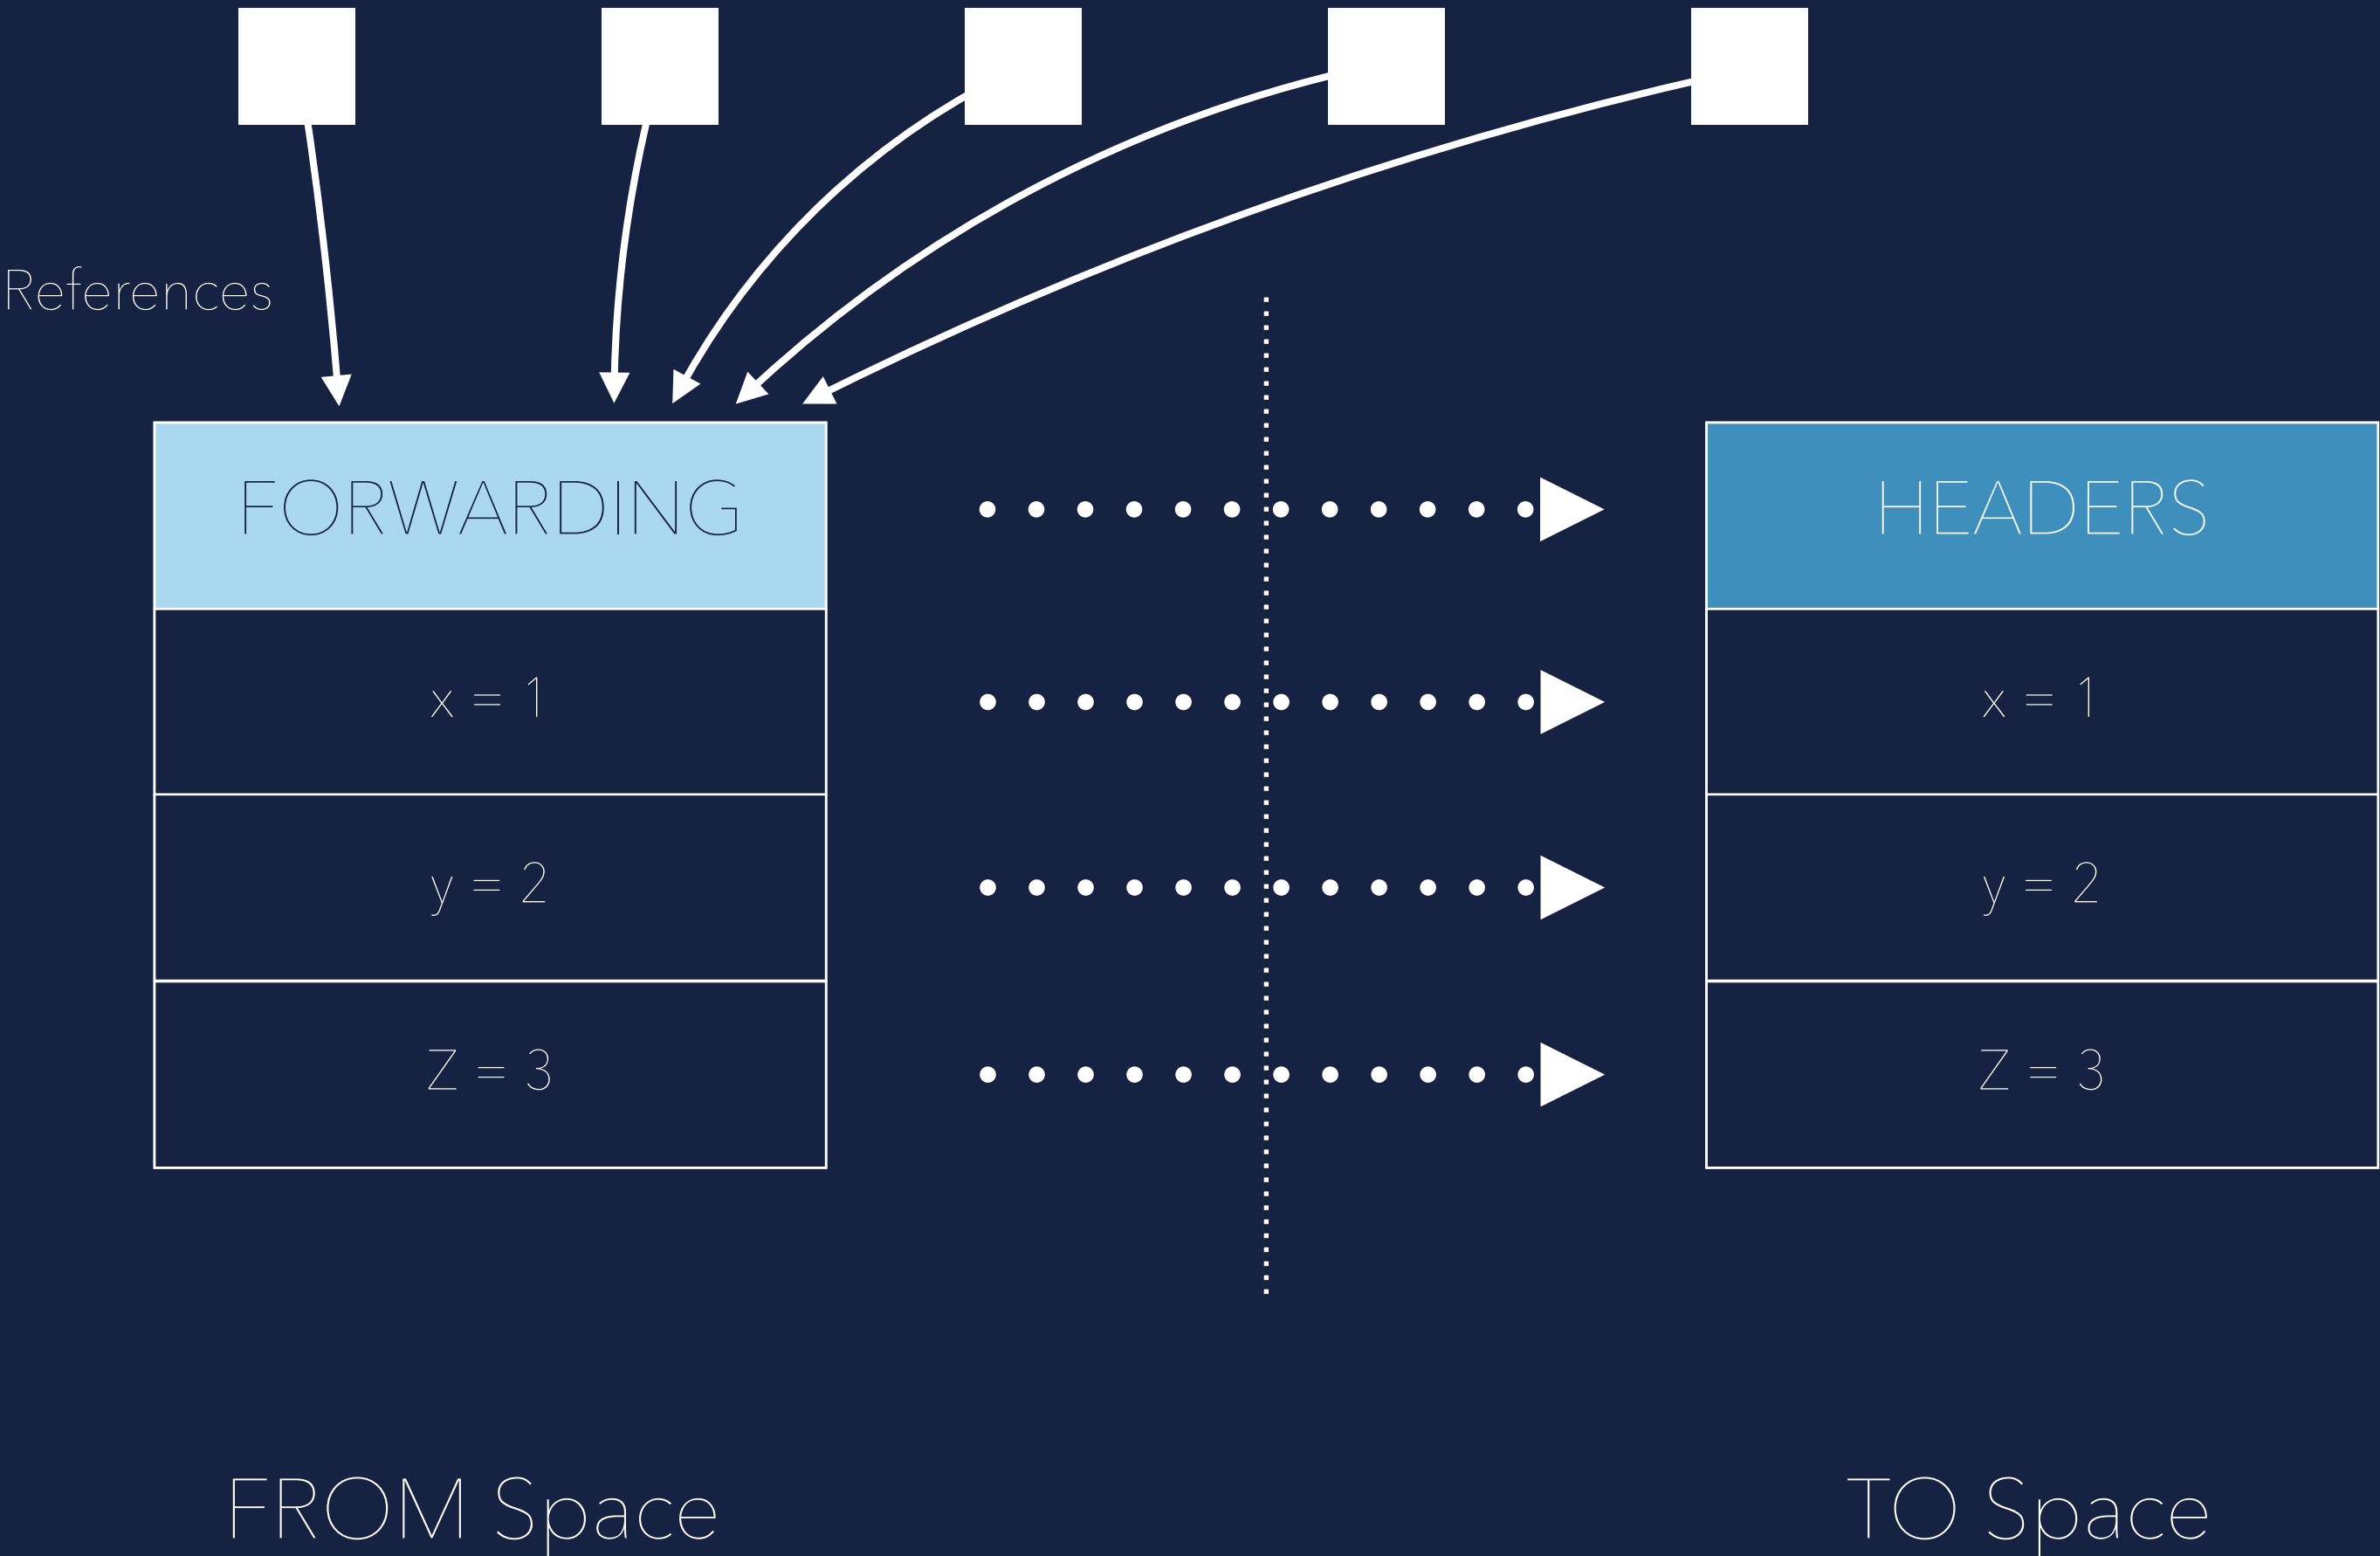 References
FORWARDING
HEADERS
x = 1
x = 1
y = 2
y = 2
Z = 3
Z = 3
FROM Space
TO Space